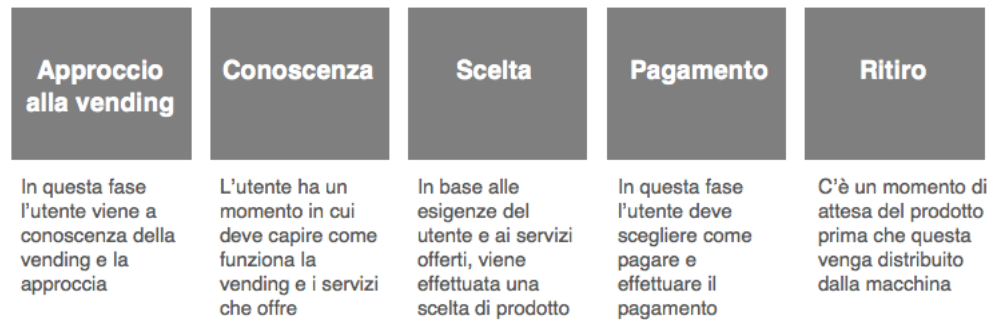 Approccio
alla vending
In questa fase
l'utente viene a
conoscenza della
vending e la
approccia
Conoscenza
L'utente ha un
momento in cui
deve capire come
funziona la
vending e i servizi
che offre
Scelta
In base alle
esigenze del
utente e ai servizi
offerti, viene
effettuata una
scelta di prodotto
Pagamento
In questa fase
l'utente deve
scegliere come
pagare e
effettuare il
pagamento
Ritiro
C'è un momento di
attesa del prodotto
prima che questa
venga distribuito
dalla macchina